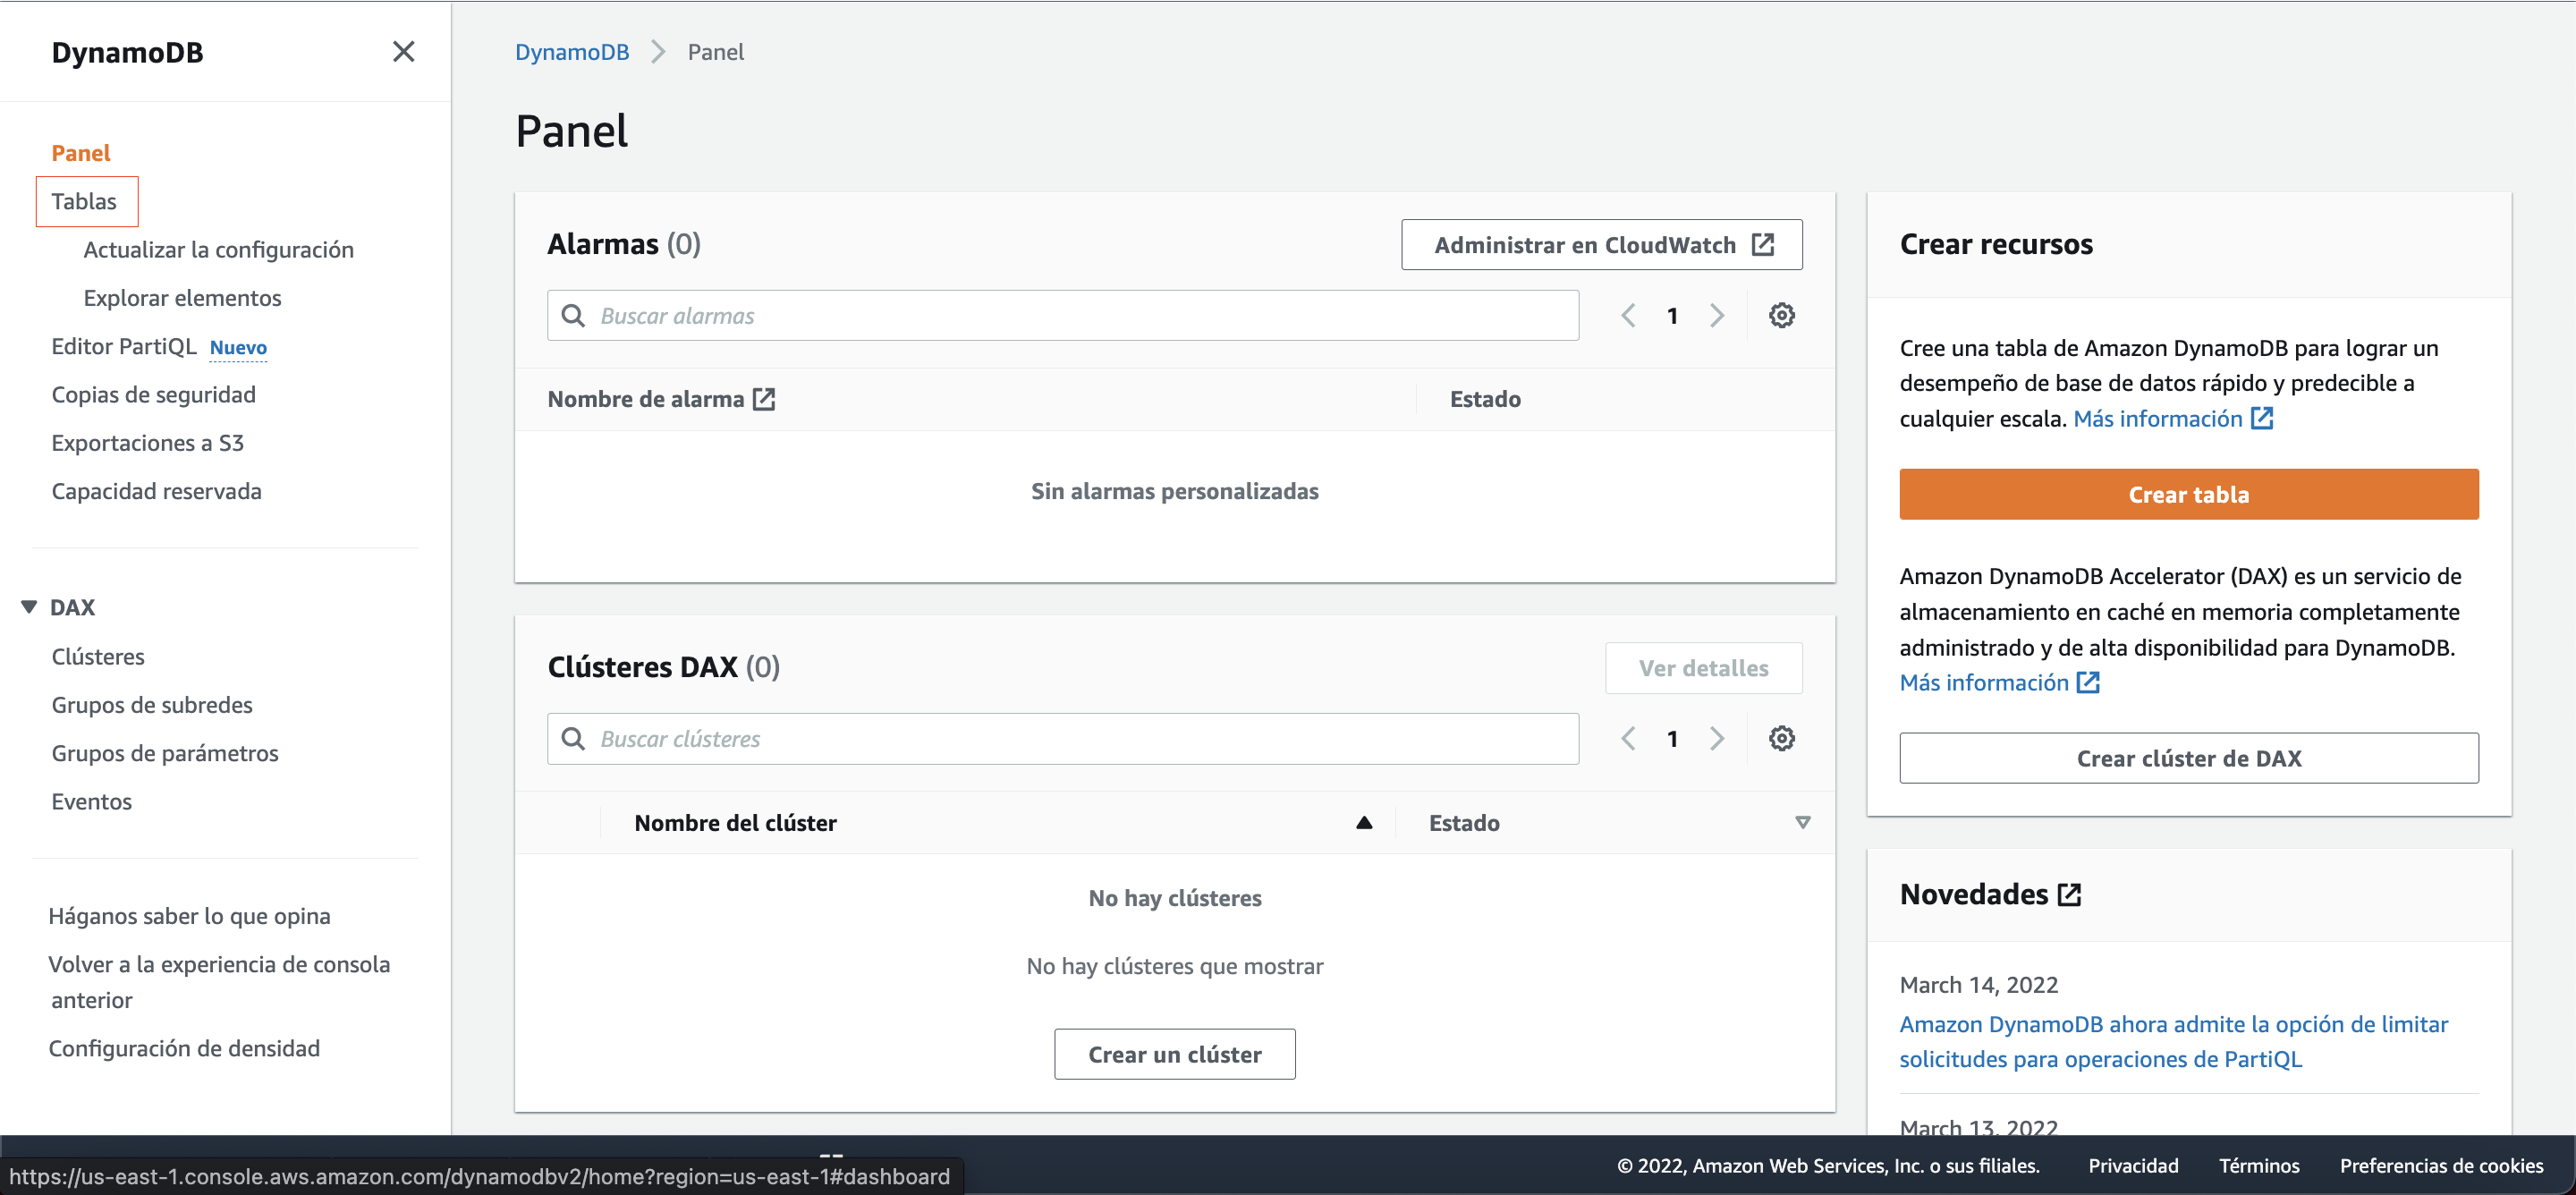 DynamoDB
Panel
Tablas
Actualizar la configuración
Explorar elementos
Editor PartiQL Nuevo
Copias de seguridad
Exportaciones a S3
Capacidad reservada
DAX
Clústeres
Grupos de subredes
Grupos de parámetros
Eventos
Háganos saber lo que opina
Volver a la experiencia de consola
anterior
Configuración de densidad
DynamoDB Panel
Panel
Alarmas (0)
Administrar en CloudWatch
Buscar alarmas
1
Nombre de alarma
Estado
Sin alarmas personalizadas
Clústeres DAX (0)
Ver detalles
Buscar clústeres
1
Nombre del clúster
Estado
No hay clústeres
No hay clústeres que mostrar
Crear un clúster
Crear recursos
Cree una tabla de Amazon DynamoDB para lograr un
desempeño de base de datos rápido y predecible a
cualquier escala. Más información
Crear tabla
Amazon DynamoDB Accelerator (DAX) es un servicio de
almacenamiento en caché en memoria completamente
administrado y de alta disponibilidad para DynamoDB.
Más información
Crear clúster de DAX
Novedades
March 14, 2022
Amazon DynamoDB ahora admite la opción de limitar
solicitudes para operaciones de PartiQL
March 13, 2022
https://us-east-1.console.aws.amazon.com/dynamodbv2/home?region=us-east-1#dashboard
© 2022, Amazon Web Services, Inc. o sus filiales.
Privacidad
Términos
Preferencias de cookies